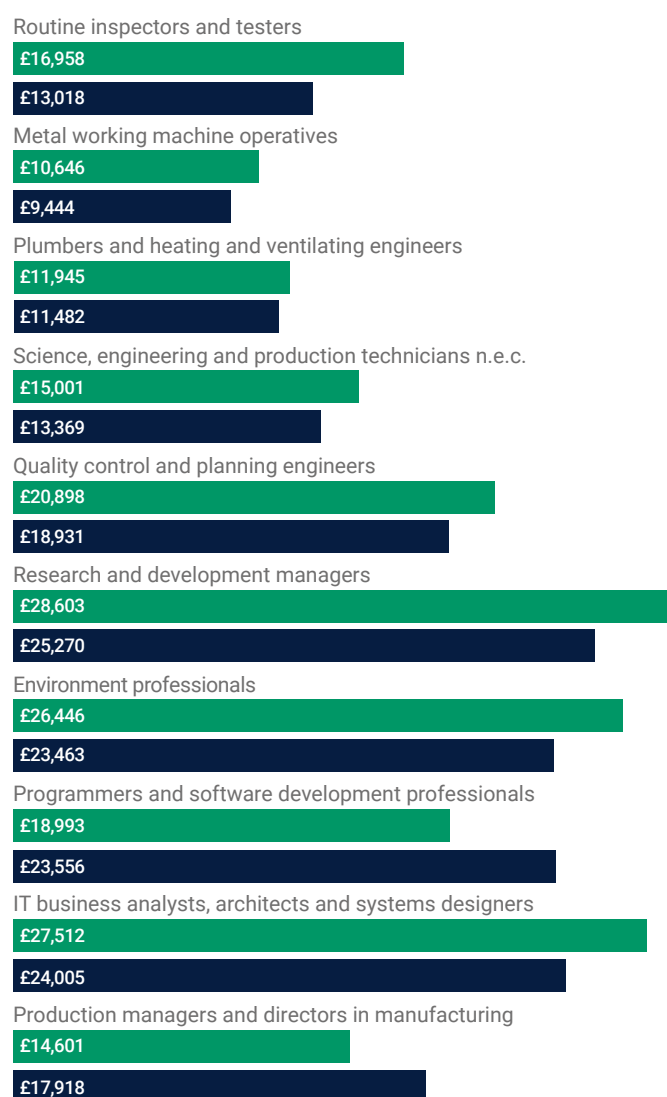 Routine inspectors and testers
£16,958
£13,018
Metal working machine operatives
£10,646
£9,444
Plumbers and heating and ventilating engineers
£11,945
£11,482
Science, engineering and production technicians n.e.c.
£15,001
£13,369
Quality control and planning engineers
£20,898
£18,931
Research and development managers
£28,603
£25,270
Environment professionals
£26,446
£23,463
Programmers and software development professionals
£18,993
£23,556
IT business analysts, architects and systems designers
£27,512
£24,005
Production managers and directors in manufacturing
£14,601
£17,918